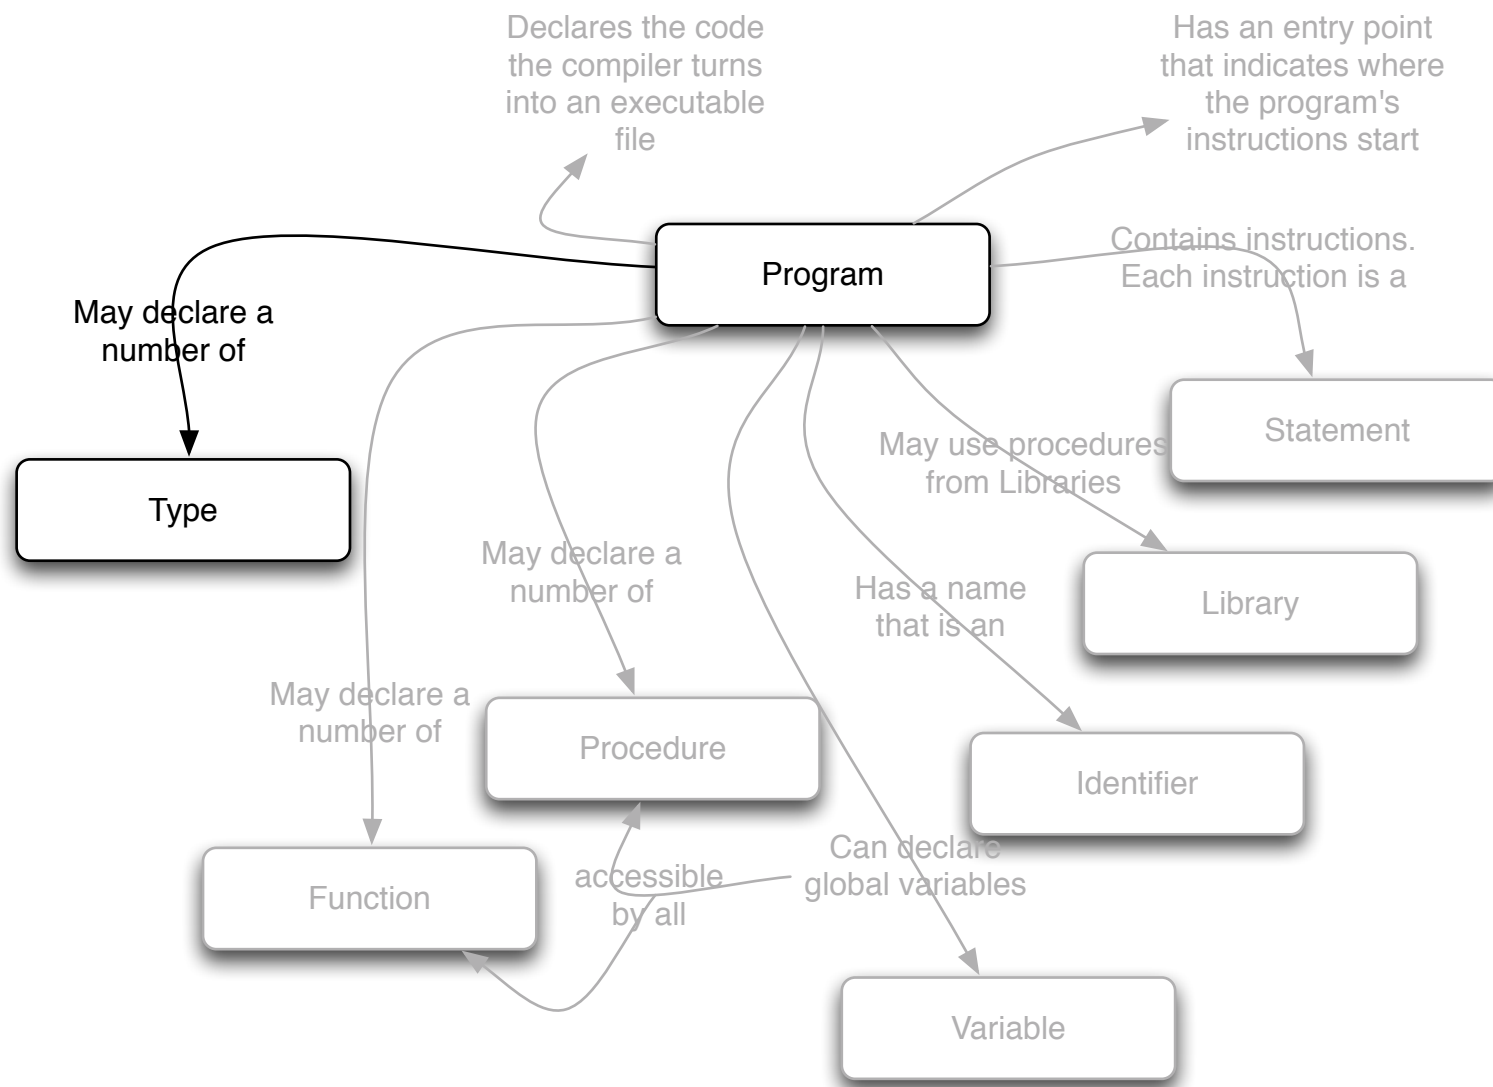 Declares the code
the compiler turns
into an executable
file
Has an entry point
that indicates where
the program's
instructions start
Program
Contains instructions.
Each instruction is a
May declare a
number of
Statement
May use procedures
from Libraries
Type
May declare a
number of
Has a name
that is an
Library
May declare a
number of
Procedure
Identifier
Can declare
global variables
accessible
by all
Function
Variable